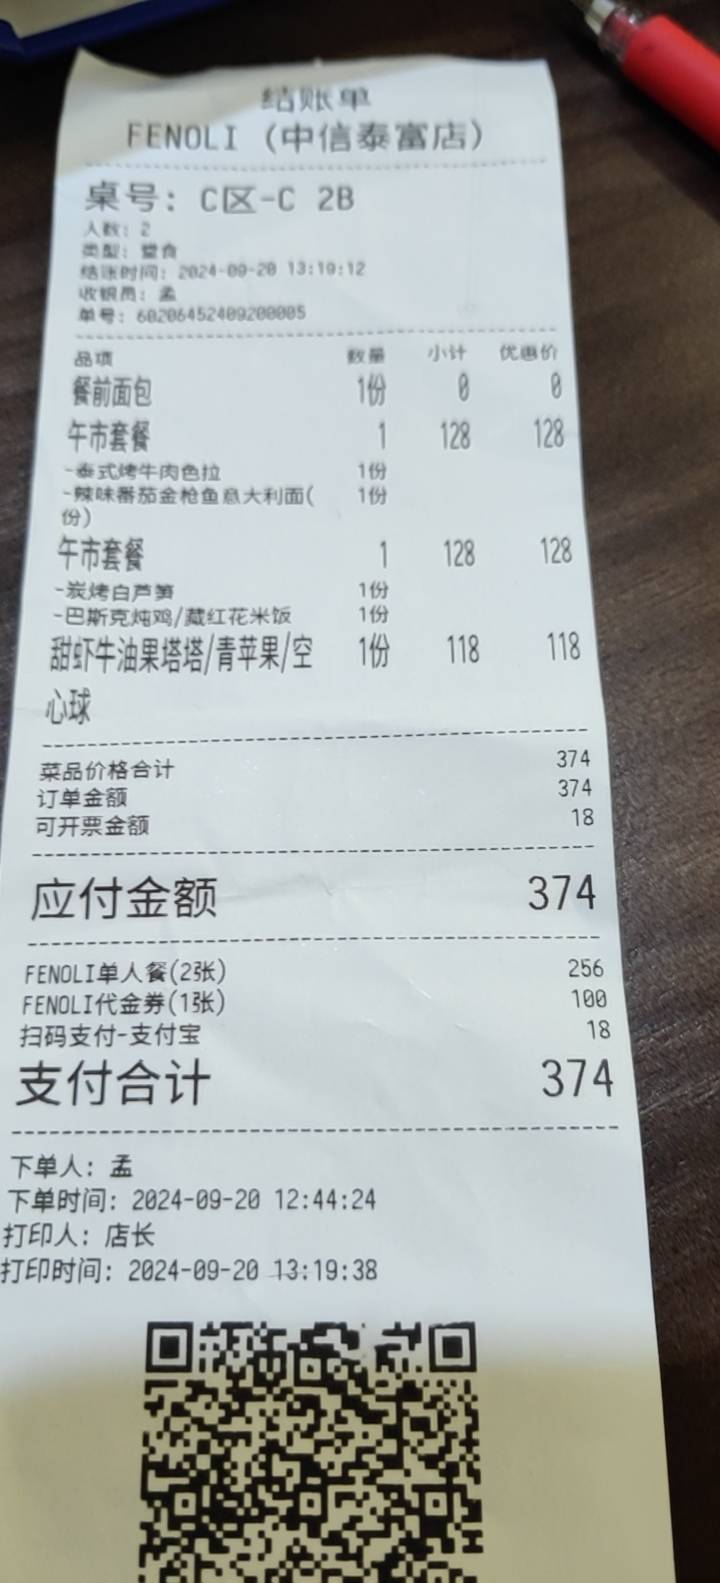 结账单
FENOLI (中信泰富店)
桌号: C区-C 2B
人数: 2
类型: 堂食
结账时间: 2024-09-20 13:19:12
收银员: 孟
单号: 602064524092000​05
品项 数量 小计 优惠价
餐前面包 1份 0 0
午市套餐 1 128 128
-泰式烤牛肉色拉 1份
-辣味番茄金枪鱼意大利面( 1份
份)
午市套餐 1 128 128
-炭烤白芦笋 1份
-巴斯克炖鸡/藏红花米饭 1份
甜虾牛油果塔塔/青苹果/空 1份 118 118
心球
菜品价格合计 374
订单金额 374
可开票金额 18
应付金额 374
FENOLI单人餐(2张) 256
FENOLI代金券(1张) 100
扫码支付-支付宝 18
支付合计 374
下单人: 孟
下单时间: 2024-09-20 12:44:24
打印人: 店长
打印时间: 2024-09-20 13:19:38